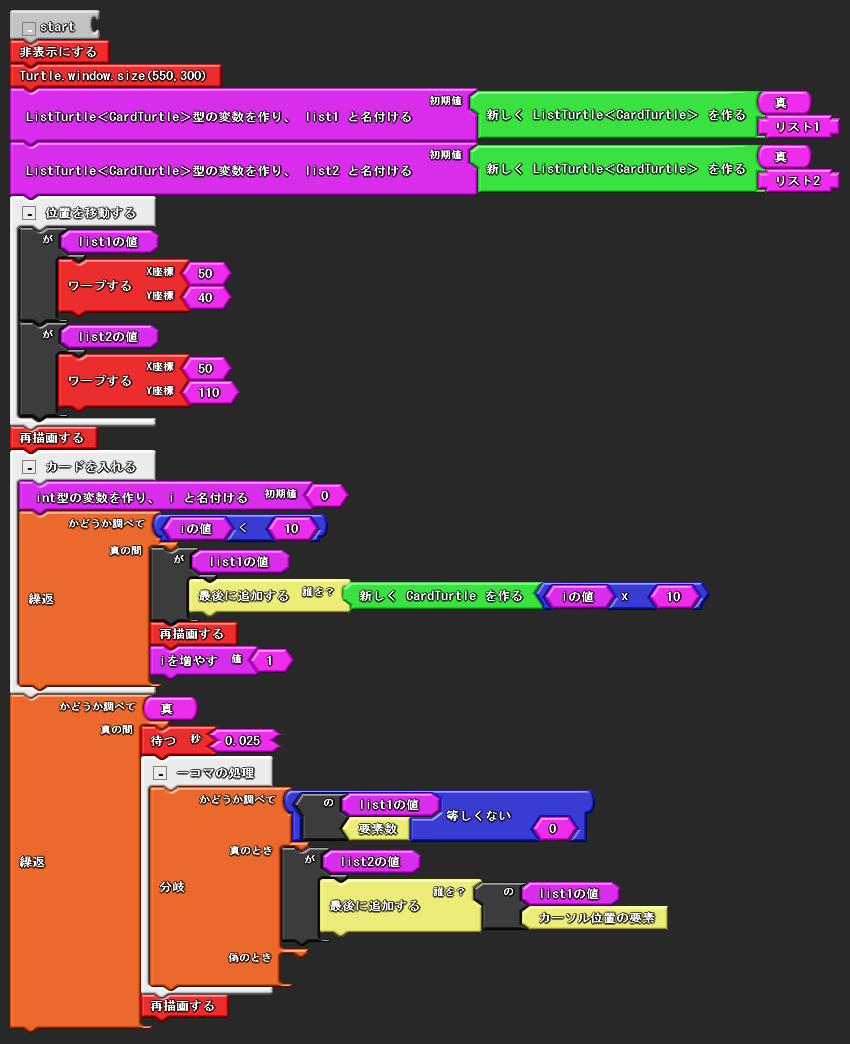 - start
非表示にする
Turtle.window.size(550,300)
ListTurtle<CardTurtle>型の変数を作り、 list1 と名付ける 初期値 新しく ListTurtle<CardTurtle> を作る 真
リスト1
ListTurtle<CardTurtle>型の変数を作り、 list2 と名付ける 初期値 新しく ListTurtle<CardTurtle> を作る 真
リスト2
- 位置を移動する
が list1の値
ワープする X座標 50
Y座標 40
が list2の値
ワープする X座標 50
Y座標 110
再描画する
- カードを入れる
int型の変数を作り、 i と名付ける 初期値 0
繰返 かどうか調べて iの値 < 10
真の間 が list1の値
最後に追加する 誰を? 新しく CardTurtle を作る iの値 x 10
再描画する
iを増やす 値 1
繰返 かどうか調べて 真
真の間
待つ 秒 0.025
- 一コマの処理
分岐 かどうか調べて の list1の値 等しくない
要素数 0
真のとき が list2の値
最後に追加する 誰を? の list1の値
カーソル位置の要素
偽のとき
再描画する